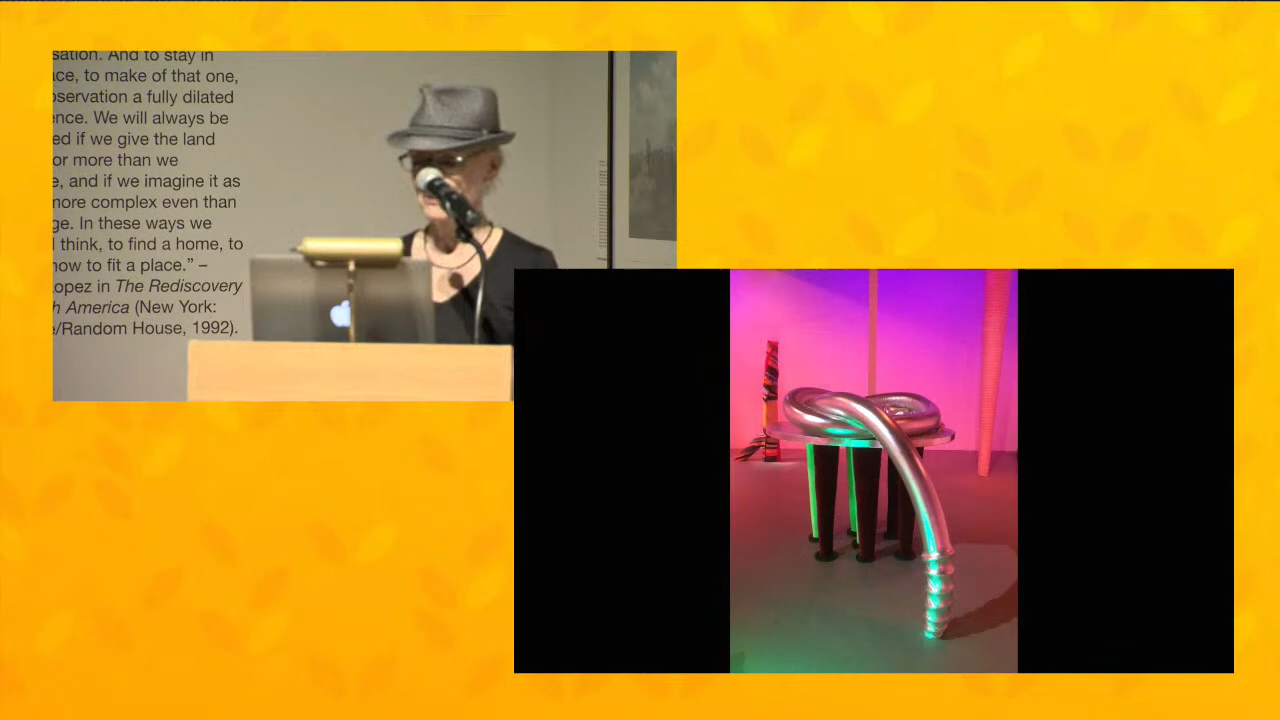 sation. And to stay in
ce, to make of that one,
servation a fully dilated
ence. We will always be
ed if we give the land
or more than we
e, and if we imagine it as
more complex even than
ge. In these ways we
I think, to find a home, to
how to fit a place.” –
opez in The Rediscovery
h America (New York:
e/Random House, 1992).